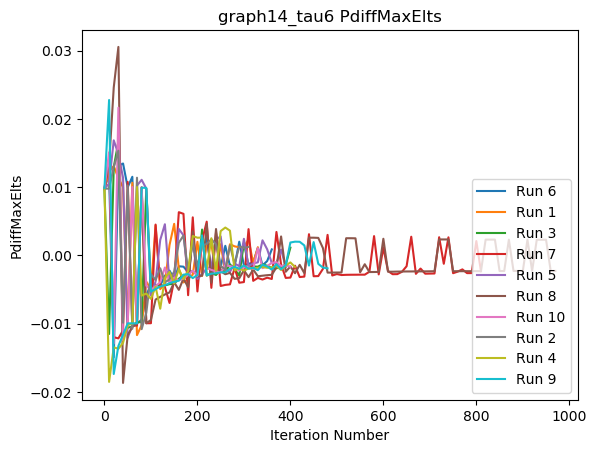 graph14_tau6 PdiffMaxElts
PdiffMaxElts
0.03
0.02
0.01
0.00
−0.01
−0.02
0
200
400
600
800
1000
Iteration Number
Run 6
Run 1
Run 3
Run 7
Run 5
Run 8
Run 10
Run 2
Run 4
Run 9